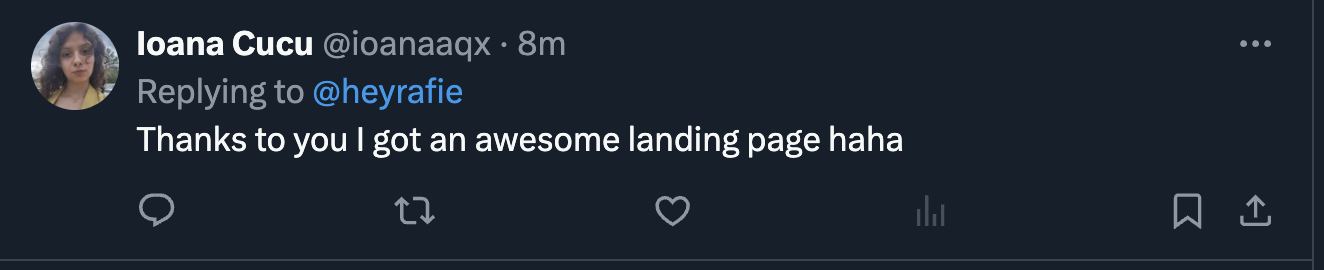 Ioana Cucu @ioanaaqx · 8m
Replying to @heyrafie
Thanks to you I got an awesome landing page haha